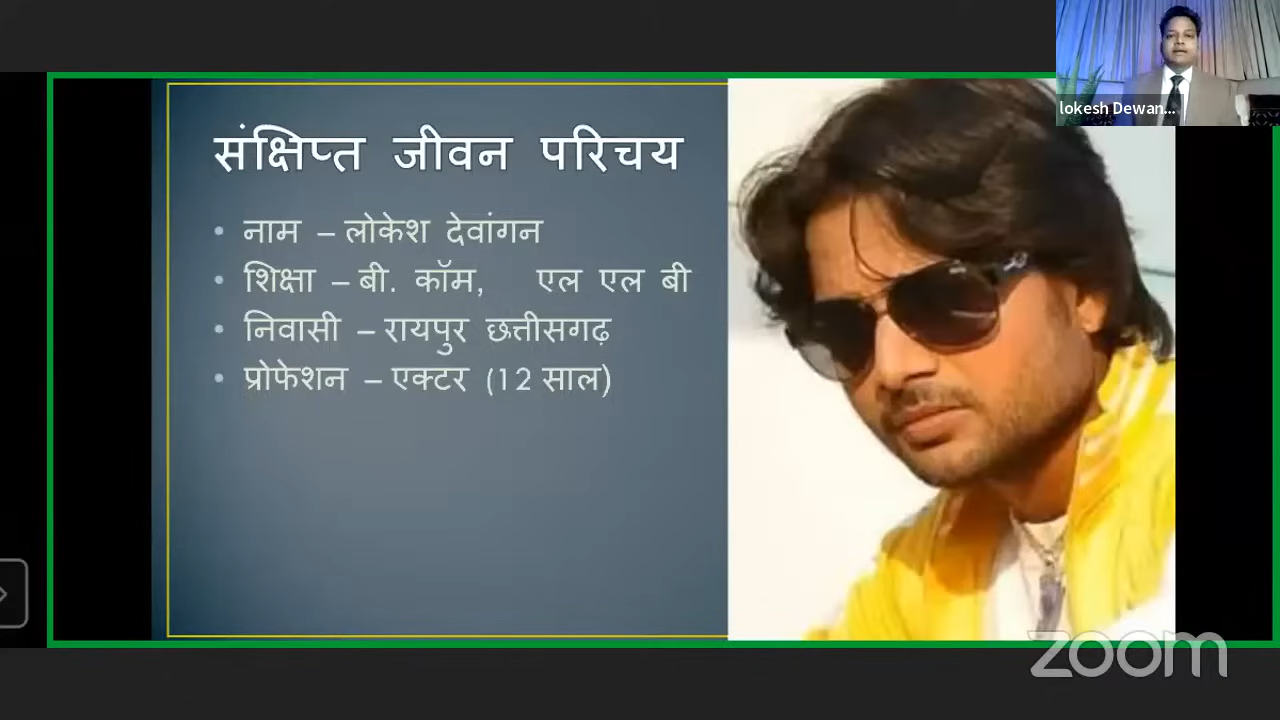 lokesh Dewan...
संक्षिप्त जीवन परिचय
• नाम – लोकेश देवांगन
• शिक्षा – बी. कॉम, एल एल बी
• निवासी – रायपुर छत्तीसगढ़
• प्रोफेशन – एक्टर (12 साल)
zoom